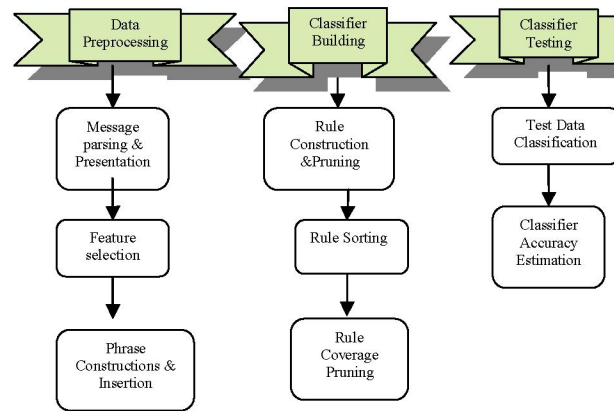 Data
Preprocessing
Message
parsing &
Presentation
Feature
selection
Phrase
Constructions &
Insertion
Classifier
Building
Rule
Construction
&Pruning
Rule Sorting
Rule
Coverage
Pruning
Classifier
Testing
Test Data
Classification
Classifier
Accuracy
Estimation